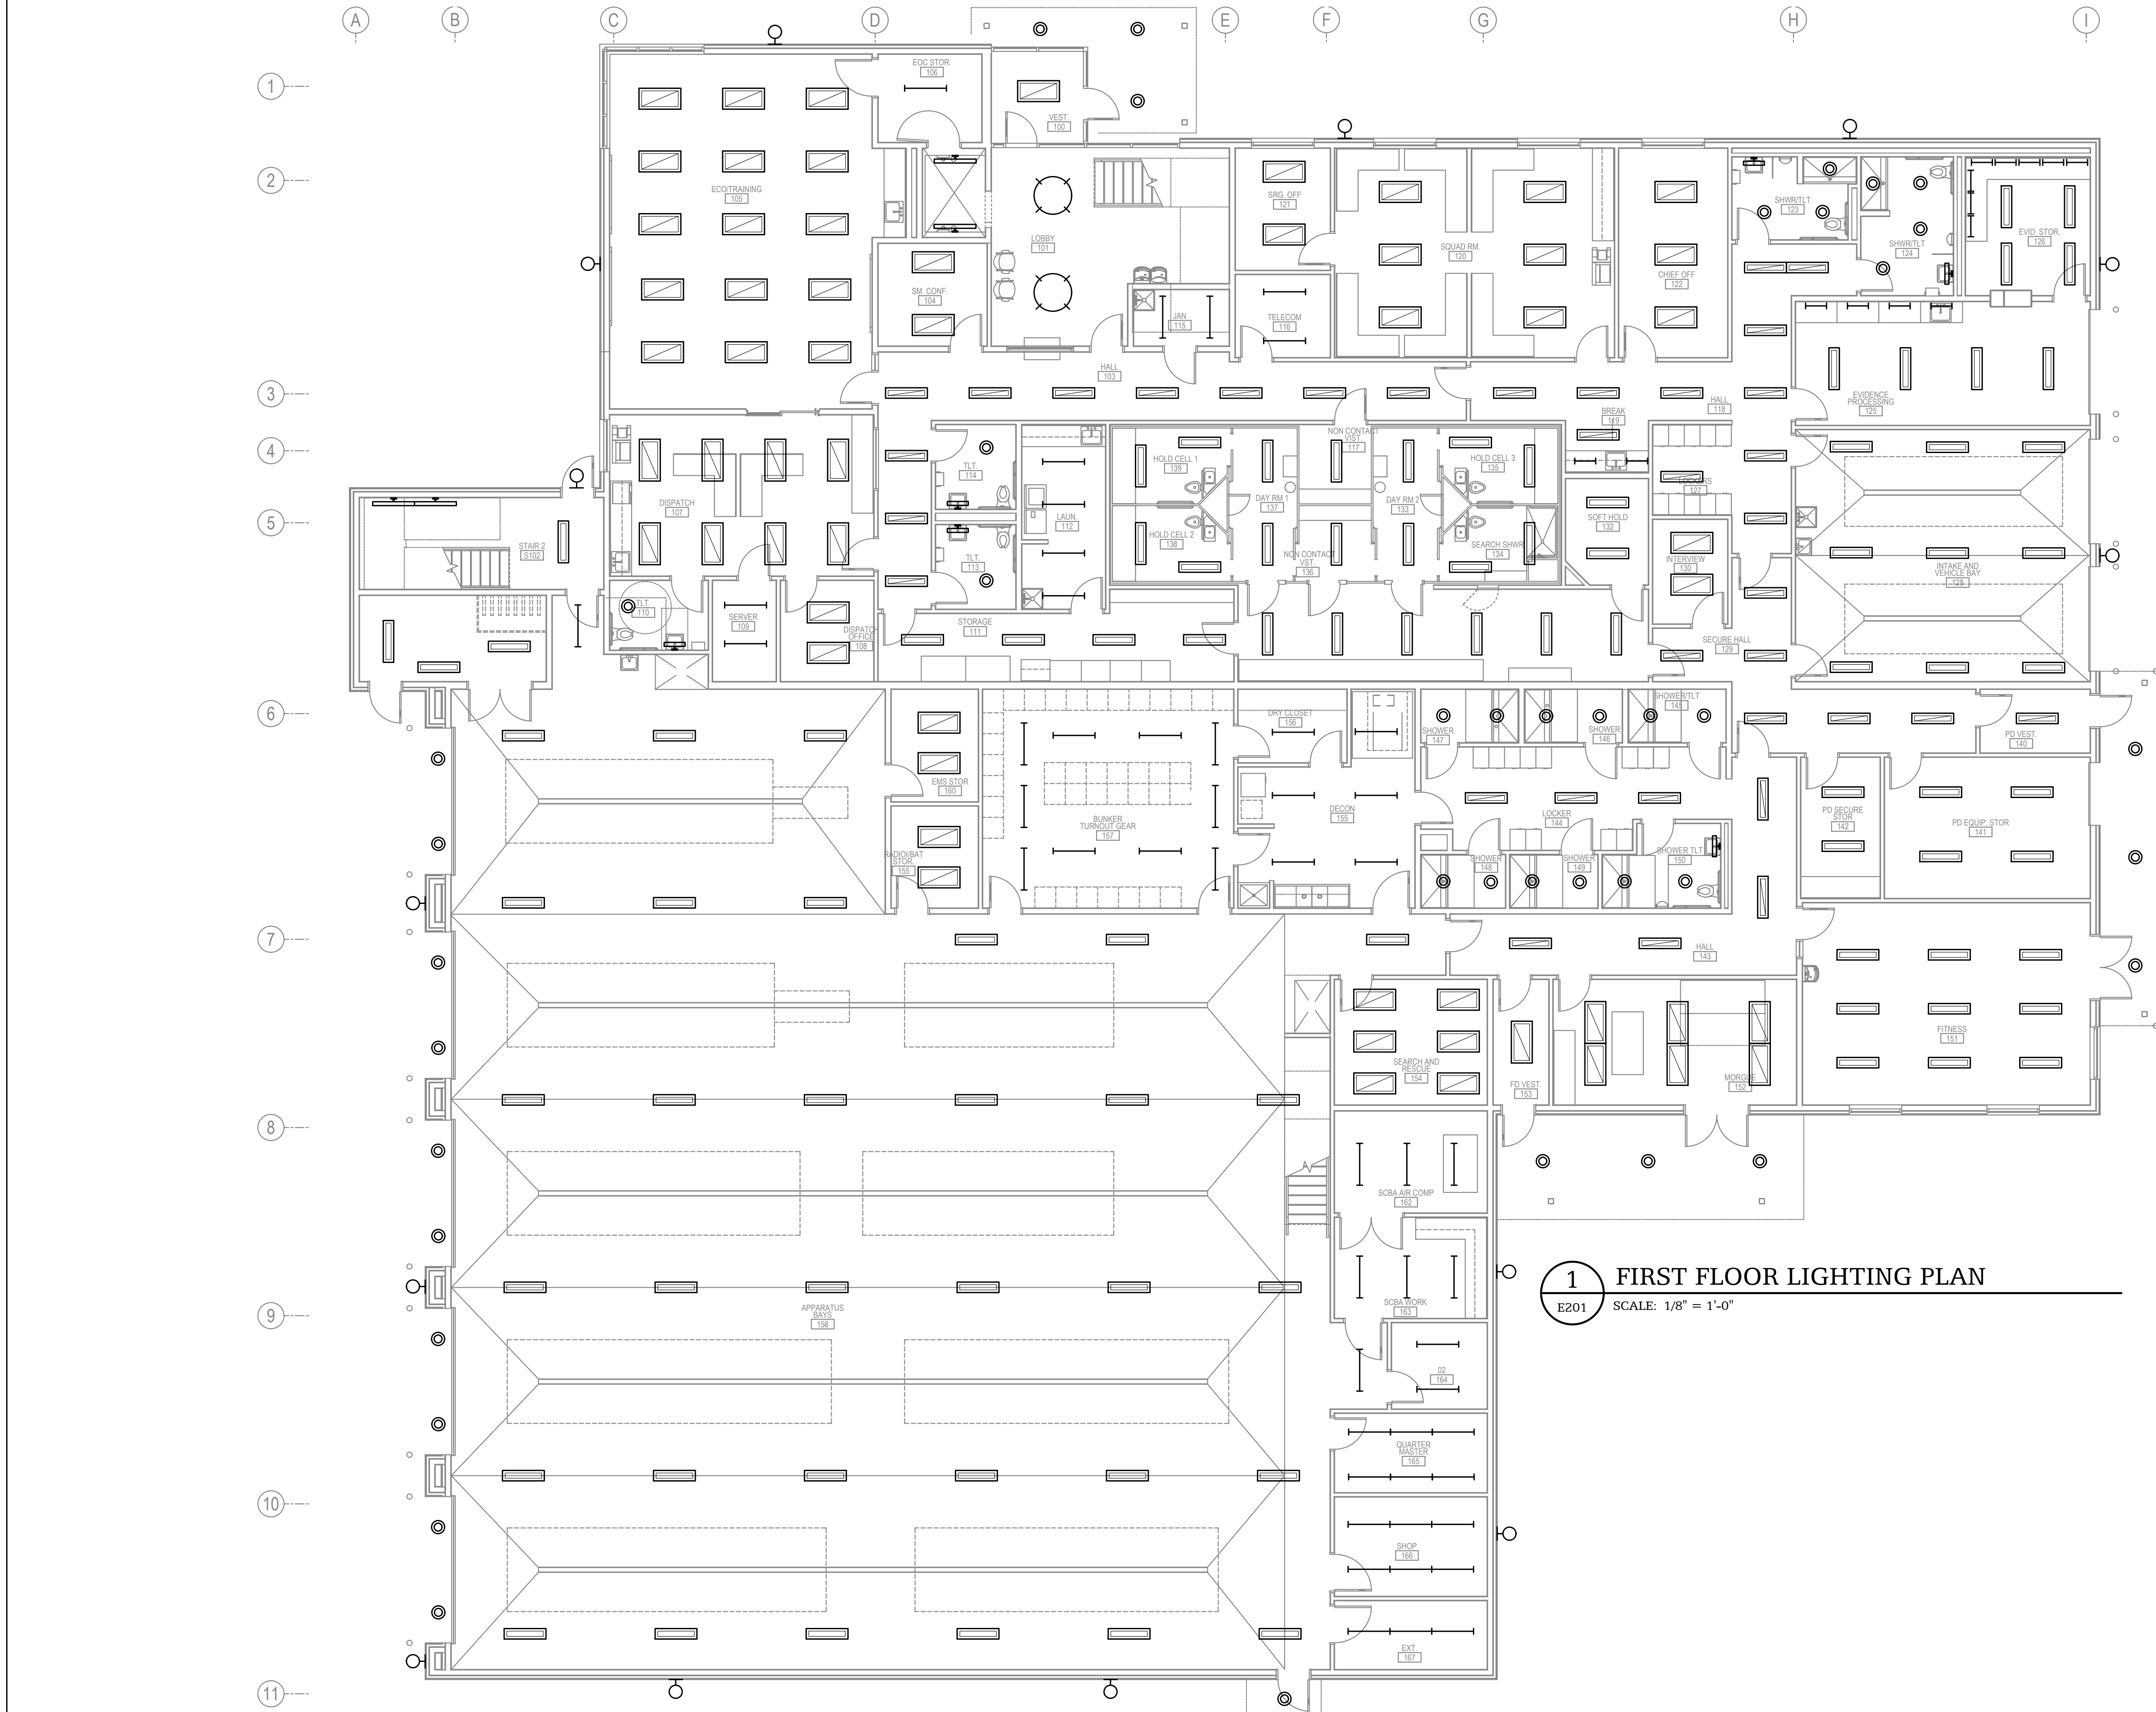 A B C D E F G H I
1
2
3
4
5
6
7
8
9
10
11
EOC STOR.
106
VEST.
100
ECO/TRAINING
105
LOBBY
101
SM. CONF.
104
JAN
115
SRG. OFF
121
TELECOM
116
SQUAD RM.
120
CHIEF OFF
122
SHWR/TLT
123
SHWR/TLT
124
EVID. STOR.
126
HALL
103
HALL
118
BREAK
119
EVIDENCE
PROCESSING
125
DISPATCH
107
TLT.
114
TLT.
113
LAUN.
112
HOLD CELL 1
139
HOLD CELL 2
138
DAY RM 1
137
NON CONTACT
VIST.
117
NON CONTACT
VST.
136
DAY RM 2
133
HOLD CELL 3
135
SEARCH SHWR
134
SOFT HOLD
132
LOCKERS
127
INTERVIEW
130
INTAKE AND
VEHICLE BAY
128
SECURE HALL
129
STAIR 2
S102
TLT.
110
SERVER
109
DISPATCH
OFFICE
108
STORAGE
111
EMS STOR
160
RADIOI/BAT
STOR.
155
BUNKER
TURNOUT GEAR
157
DRY CLOSET
156
DECON
155
SHOWER
147
SHOWER
146
SHOWER/TLT
145
LOCKER
144
SHOWER
148
SHOWER
149
SHOWER TLT
150
PD VEST.
140
PD SECURE
STOR
142
PD EQUIP. STOR
141
HALL
143
FITNESS
151
SEARCH AND
RESCUE
154
FD VEST.
153
MORGUE
152
SCBA AIR COMP
162
SCBA WORK
163
02
164
APPARATUS
BAYS
158
QUARTER
MASTER
165
SHOP
166
EXT.
167
1
E201
FIRST FLOOR LIGHTING PLAN
SCALE: 1/8" = 1'-0"